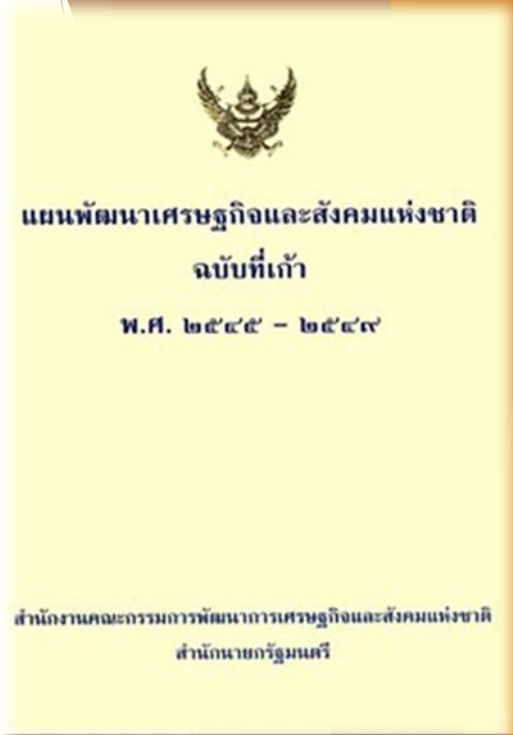 แผนพัฒนาเศรษฐกิจและสังคมแห่งชาติ
ฉบับที่เก้า
พ.ศ. ๒๕๔๕ - ๒๕๔๙
สำนักงานคณะกรรมการพัฒนาการเศรษฐกิจและสังคมแห่งชาติ
สำนักนายกรัฐมนตรี